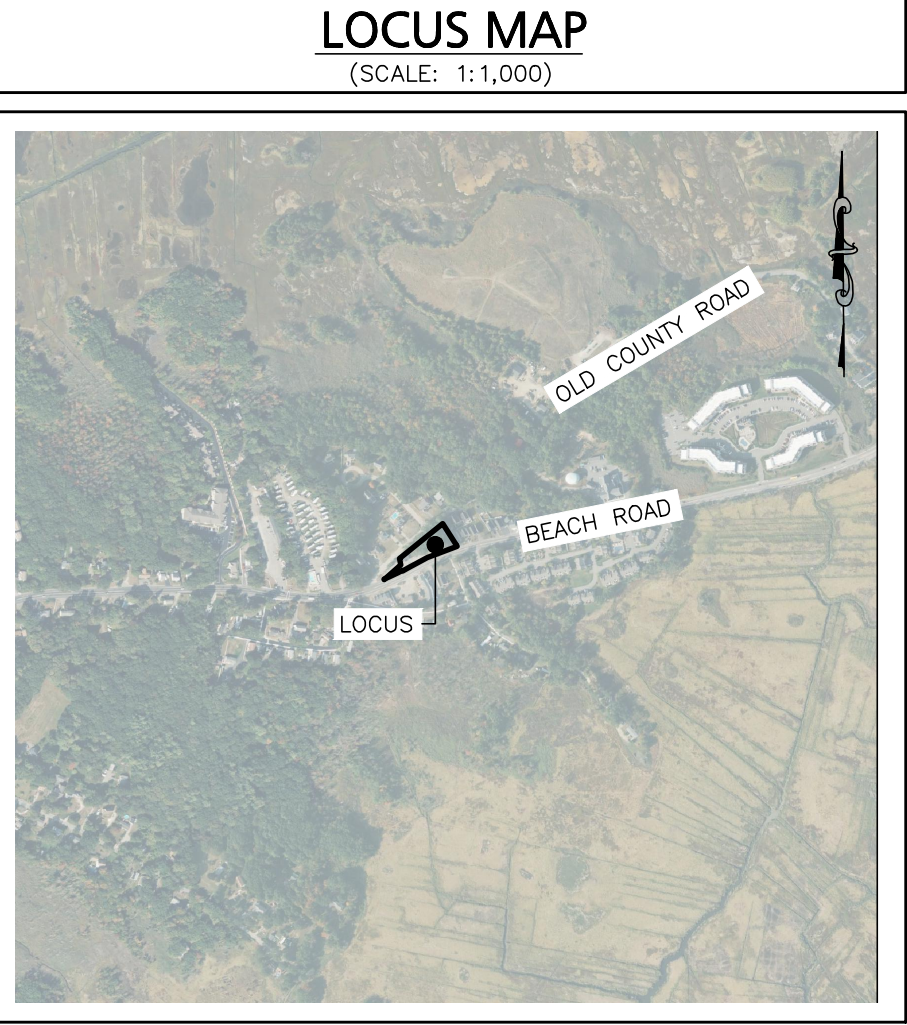 LOCUS MAP
(SCALE: 1:1,000)
OLD COUNTY ROAD
BEACH ROAD
LOCUS